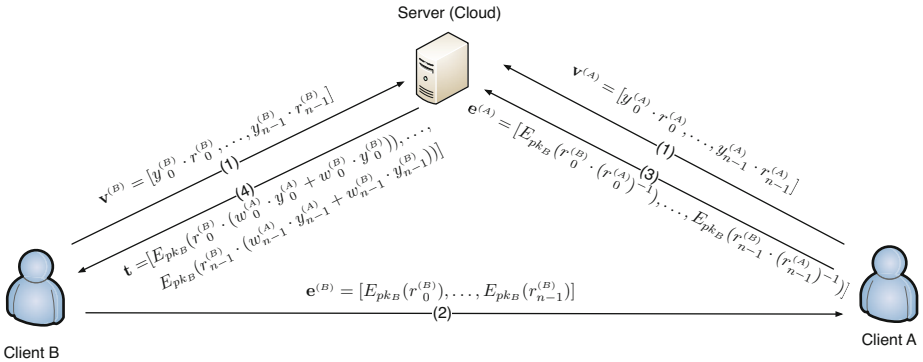 Server (Cloud)
v^(B) = [y_0^(B) · r_0^(B), ..., y_{n−1}^(B) · r_{n−1}^(B)]
(1)
(4)
t =[E_{pk_B}(r_0^(B) · (w_0^(A) · y_0^(A) + w_0^(B) · y_0^(B))), ...,
E_{pk_B}(r_{n−1}^(B) · (w_{n−1}^(A) · y_{n−1}^(A) + w_{n−1}^(B) · y_{n−1}^(B)))]
v^(A) = [y_0^(A) · r_0^(A), ..., y_{n−1}^(A) · r_{n−1}^(A)]
(1)
(3)
e^(A) = [E_{pk_B}(r_0^(B) · (r_0^(A))^{−1}), ..., E_{pk_B}(r_{n−1}^(B) · (r_{n−1}^(A))^{−1})]
e^(B) = [E_{pk_B}(r_0^(B)), ..., E_{pk_B}(r_{n−1}^(B))]
(2)
Client B
Client A